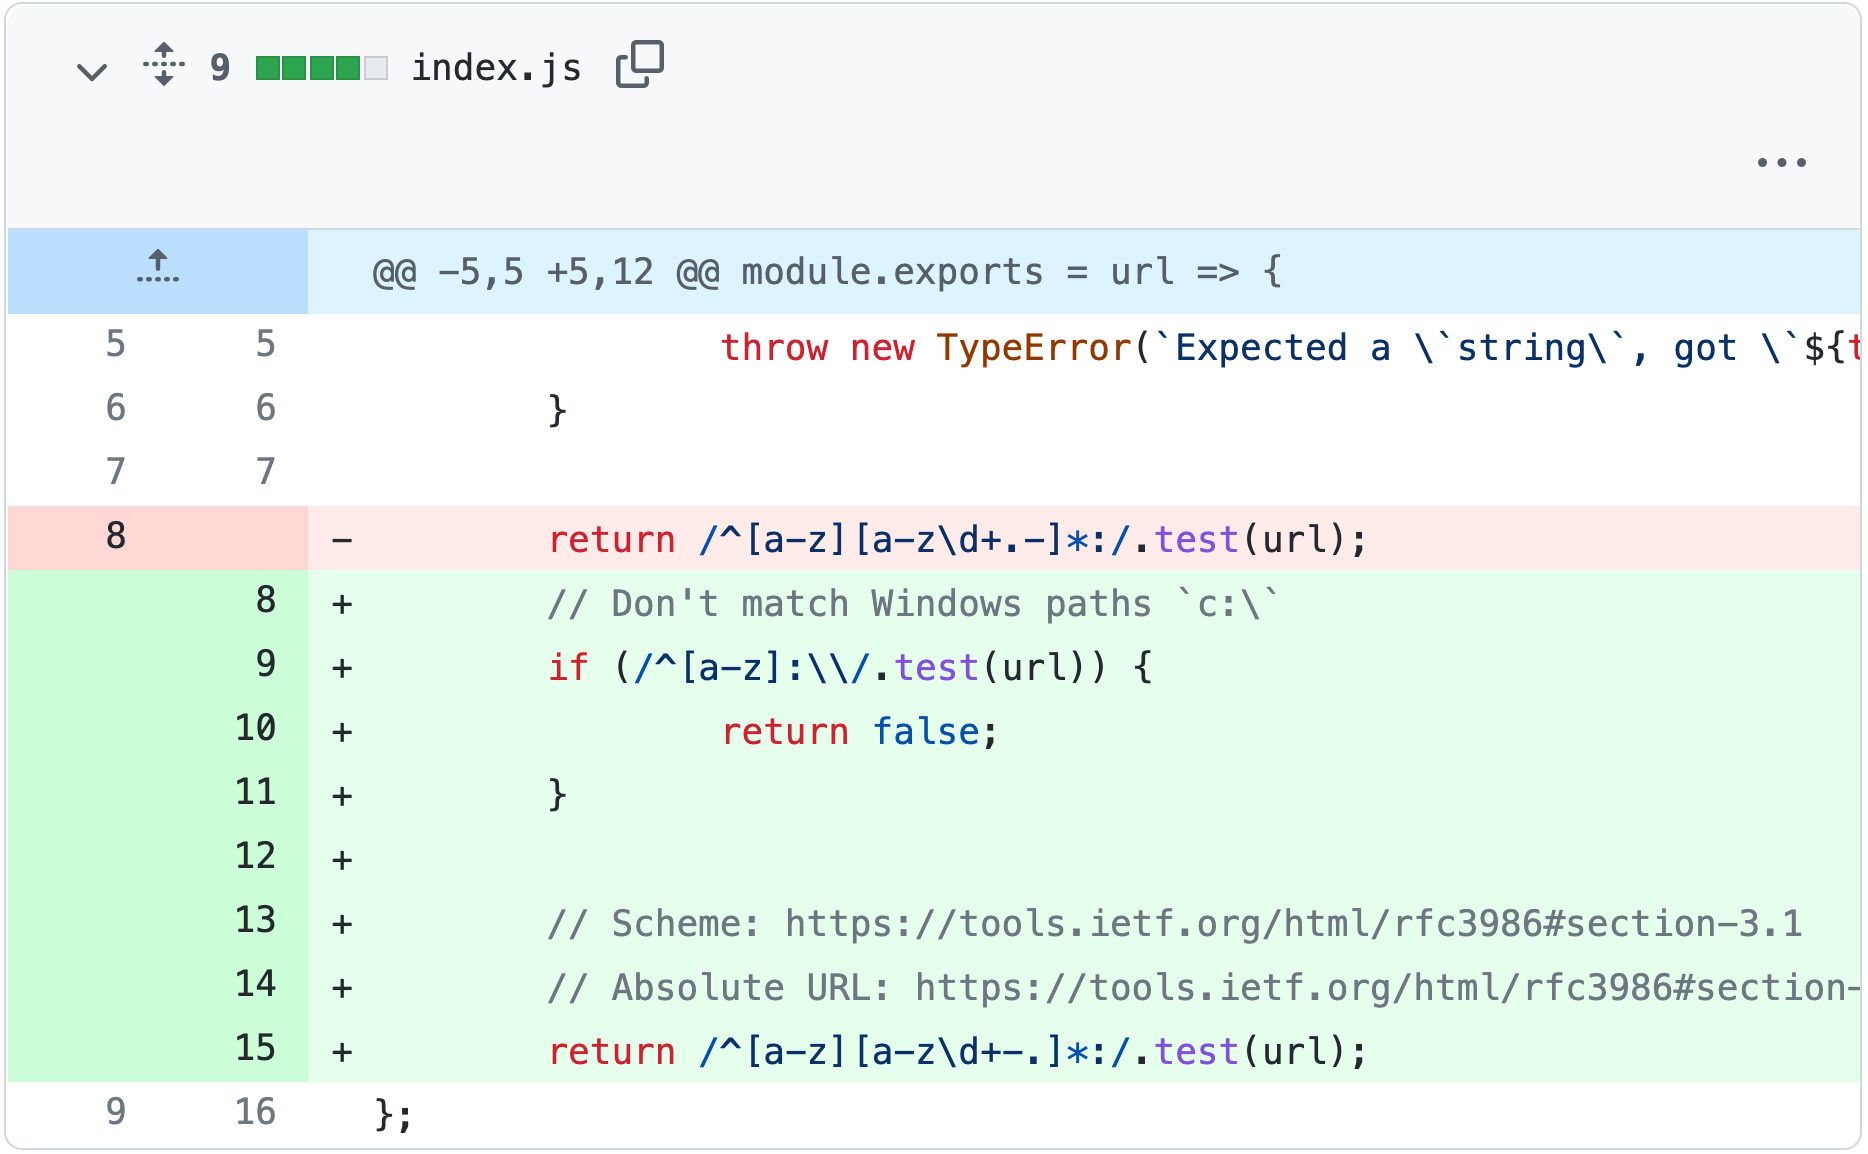 9 index.js
@@ -5,5 +5,12 @@ module.exports = url => {
5 5 throw new TypeError(`Expected a \`string\`, got \`${t
6 6 }
7 7
8 - return /^[a-z][a-z\d+.-]*:/.test(url);
8 + // Don't match Windows paths `c:\`
9 + if (/^[a-z]:\\/.test(url)) {
10 + return false;
11 + }
12 +
13 + // Scheme: https://tools.ietf.org/html/rfc3986#section-3.1
14 + // Absolute URL: https://tools.ietf.org/html/rfc3986#section-
15 + return /^[a-z][a-z\d+-.]*:/.test(url);
9 16 };